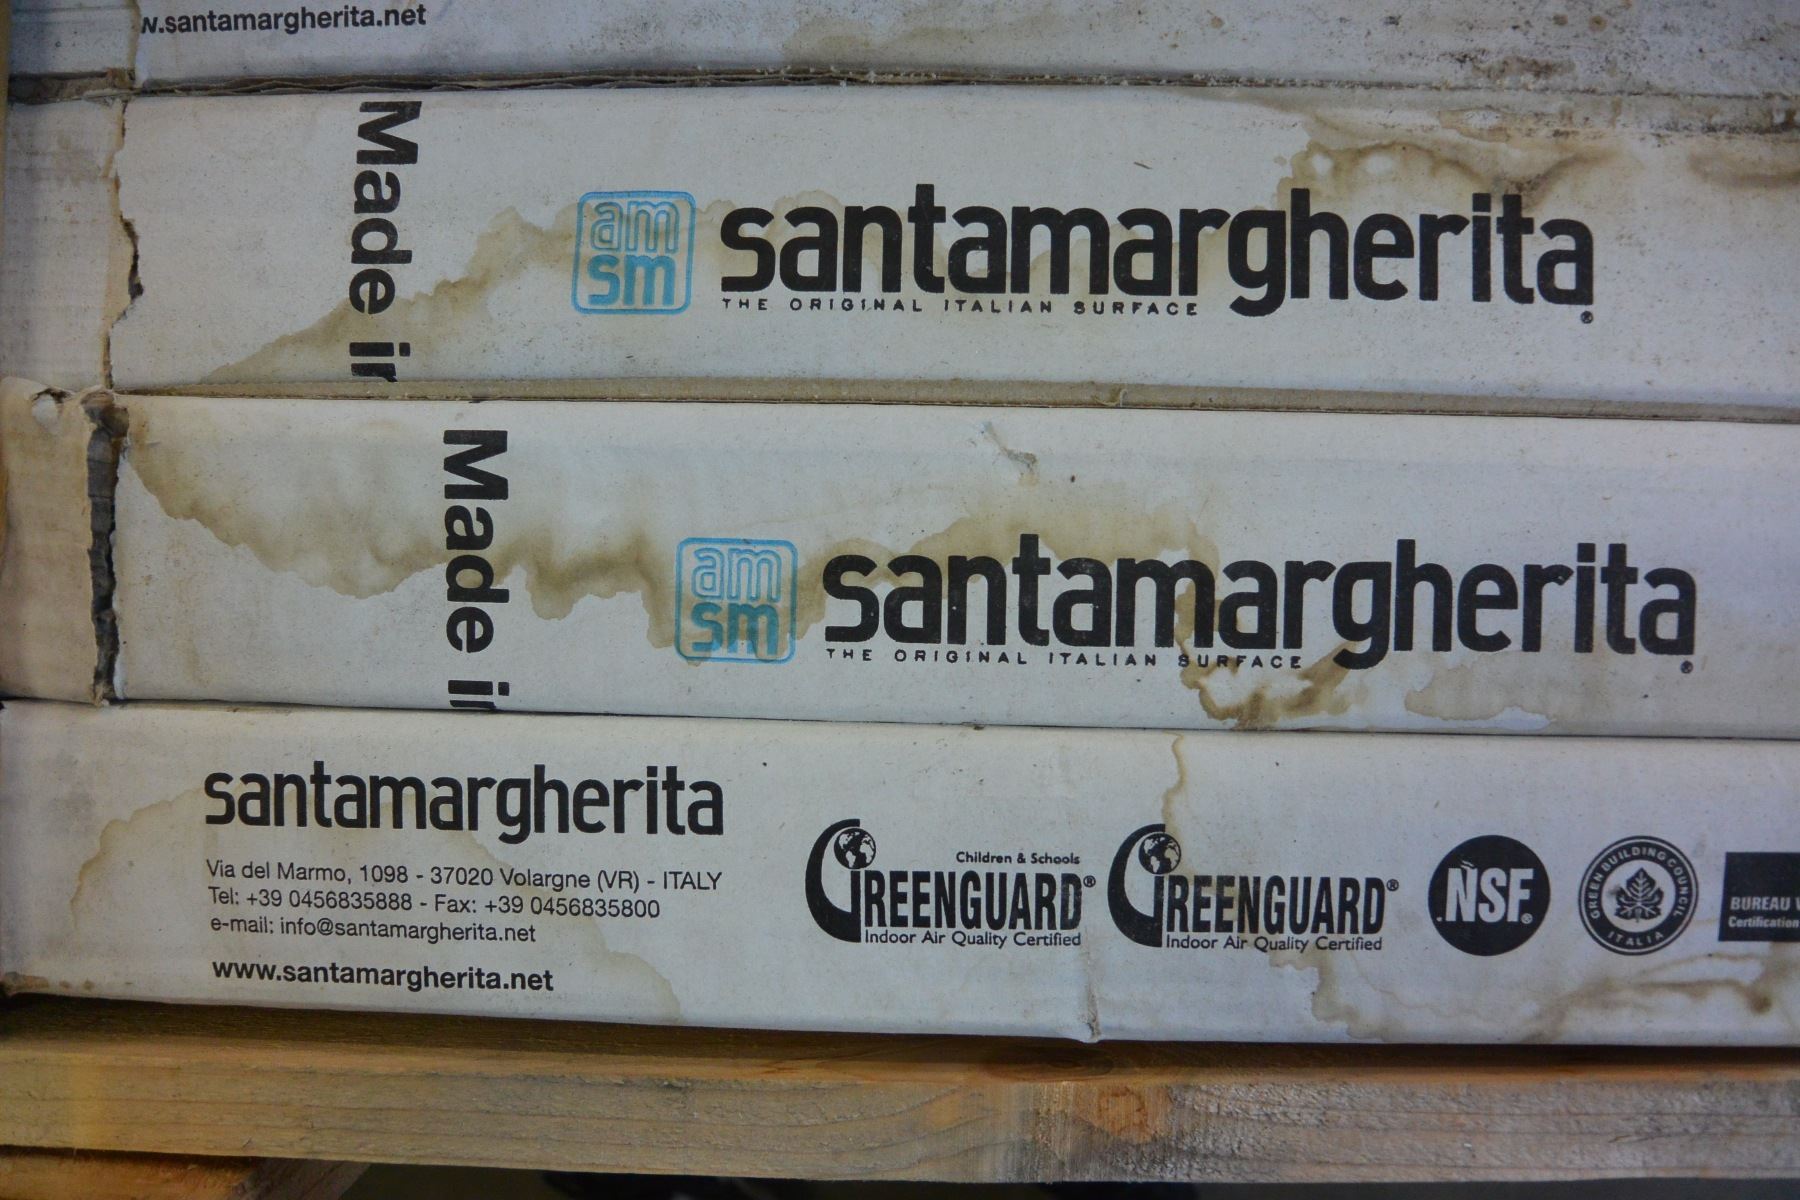 w.santamargherita.net
Made in
am
sm
santamargherita
THE ORIGINAL ITALIAN SURFACE
®
Made in
am
sm
santamargherita
THE ORIGINAL ITALIAN SURFACE
®
santamargherita
Via del Marmo, 1098 - 37020 Volargne (VR) - ITALY
Tel: +39 0456835888 - Fax: +39 0456835800
e-mail: info@santamargherita.net
www.santamargherita.net
Children & Schools
GREENGUARD®
Indoor Air Quality Certified
GREENGUARD®
Indoor Air Quality Certified
NSF®
GREEN BUILDING COUNCIL
ITALIA
BUREAU V
Certification